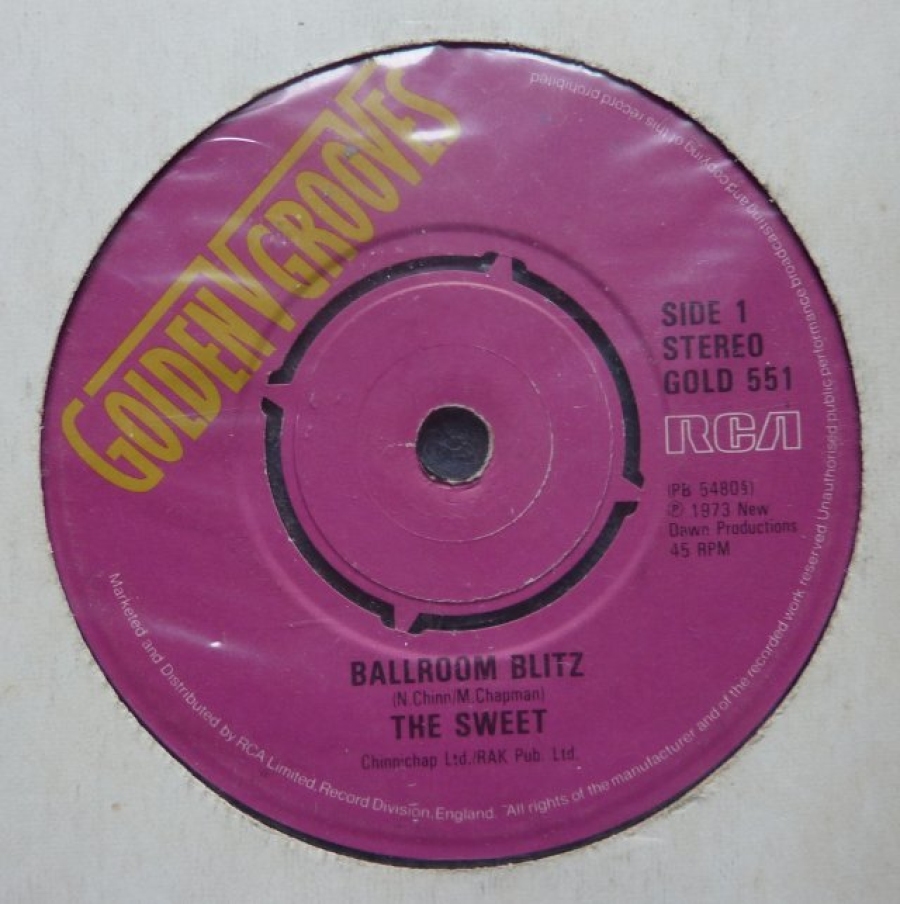 GOLDEN GROOVES
SIDE 1
STEREO
GOLD 551
RCA
(PB 5480§)
℗ 1973 New
Dawn Productions
45 RPM
BALLROOM BLITZ
(N.Chinn/M.Chapman)
THE SWEET
Chinnichap Ltd./RAK Pub. Ltd.
Marketed and Distributed by RCA Limited, Record Division, England. All rights of the manufacturer and of the recorded work reserved Unauthorised public performance broadcasting and copying of this record prohibited